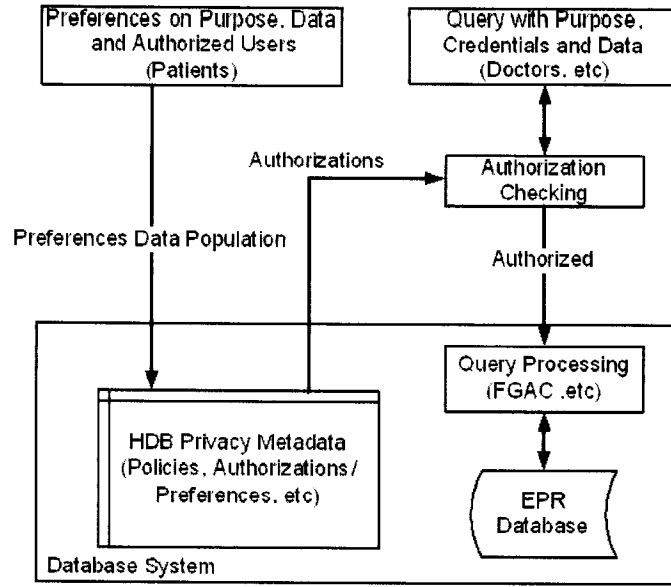 Preferences on Purpose, Data
and Authorized Users
(Patients)
Query with Purpose,
Credentials and Data
(Doctors. etc)
Authorizations
Authorization
Checking
Preferences Data Population
Authorized
Query Processing
(FGAC .etc)
HDB Privacy Metadata
(Policies, Authorizations/
Preferences. etc)
EPR
Database
Database System